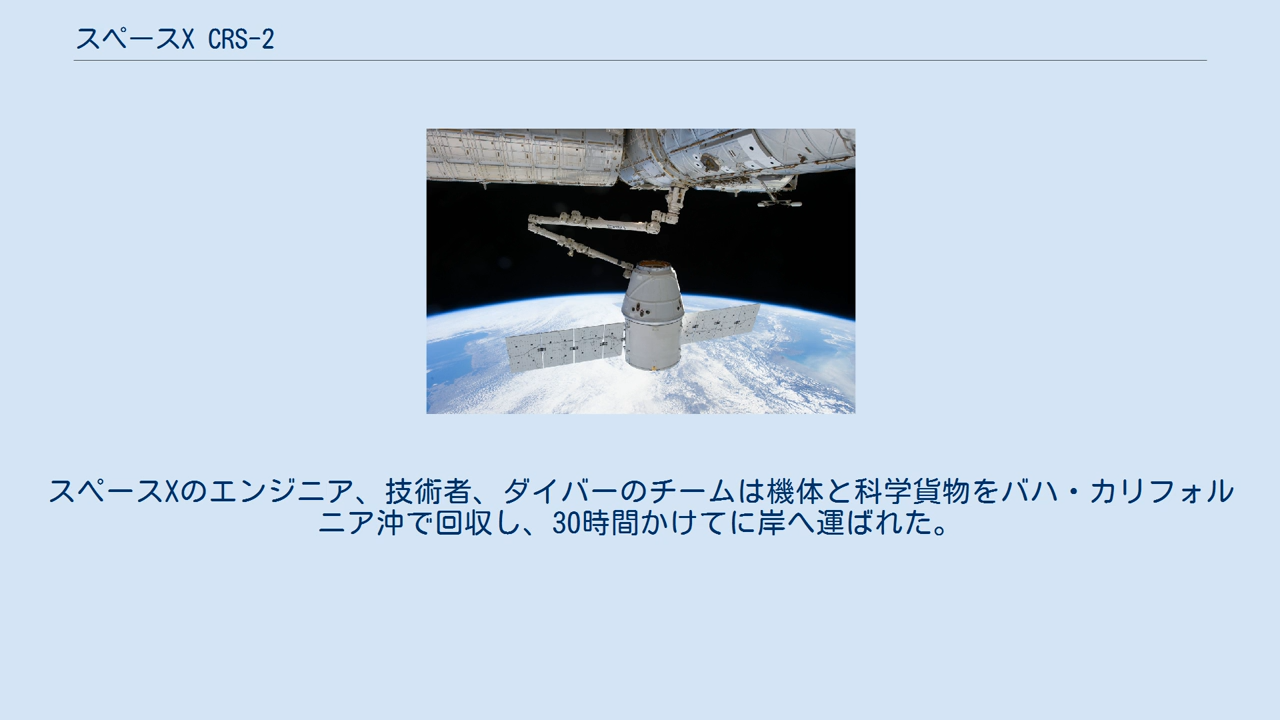 スペースX CRS-2
スペースXのエンジニア、技術者、ダイバーのチームは機体と科学貨物をバハ・カリフォル
ニア沖で回収し、30時間かけてに岸へ運ばれた。